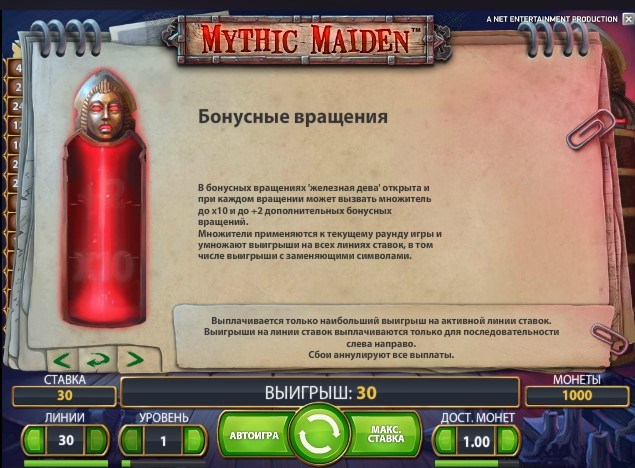 A NET ENTERTAINMENT PRODUCTION
MYTHIC MAIDEN™
Бонусные вращения
В бонусных вращениях 'железная дева' открыта и
при каждом вращении может вызвать множитель
до x10 и до +2 дополнительных бонусных
вращений.
Множители применяются к текущему раунду игры и
умножают выигрыши на всех линиях ставок, в том
числе выигрыши с заменяющими символами.
x10
Выплачивается только наибольший выигрыш на активной линии ставок.
Выигрыши на линии ставок выплачиваются только для последовательности
слева направо.
Сбои аннулируют все выплаты.
СТАВКА
30
ВЫИГРЫШ: 30
МОНЕТЫ
1000
ЛИНИИ
30
УРОВЕНЬ
1
АВТОИГРА
МАКС.
СТАВКА
ДОСТ. МОНЕТ
1.00